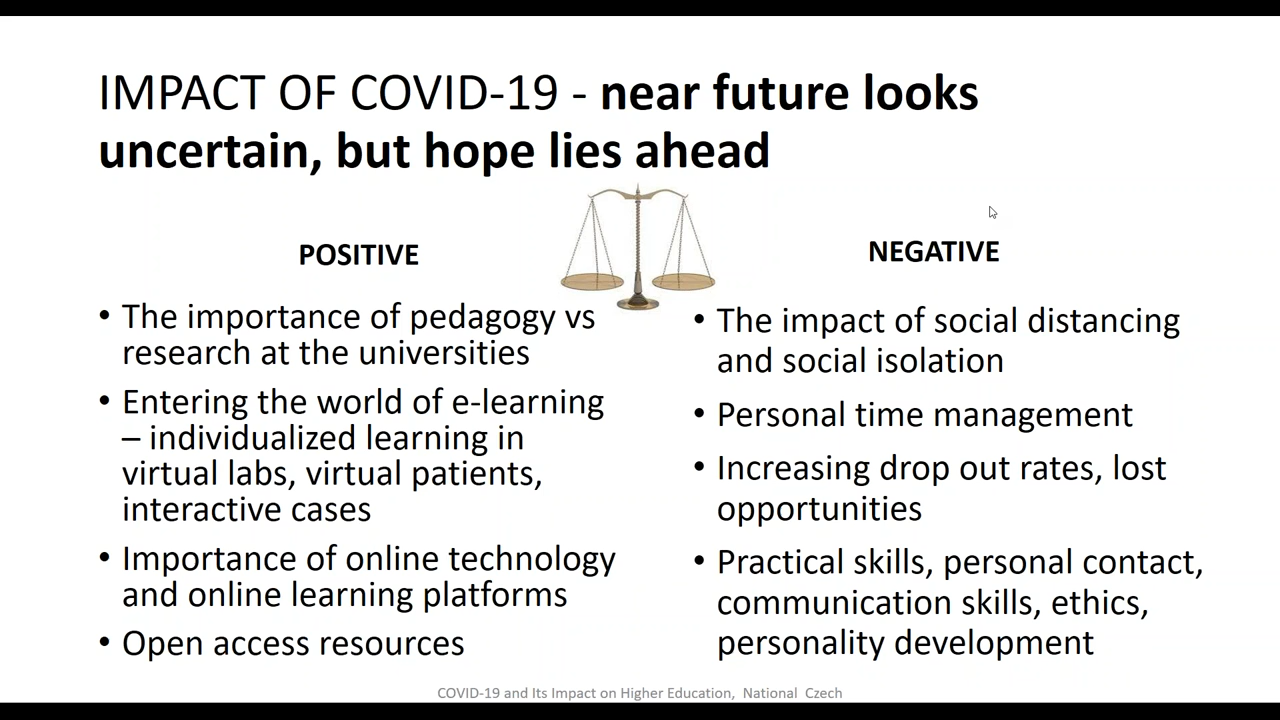 IMPACT OF COVID-19 - near future looks
uncertain, but hope lies ahead
POSITIVE
• The importance of pedagogy vs
research at the universities
• Entering the world of e-learning
– individualized learning in
virtual labs, virtual patients,
interactive cases
• Importance of online technology
and online learning platforms
• Open access resources
NEGATIVE
• The impact of social distancing
and social isolation
• Personal time management
• Increasing drop out rates, lost
opportunities
• Practical skills, personal contact,
communication skills, ethics,
personality development
COVID-19 and Its Impact on Higher Education, National Czech